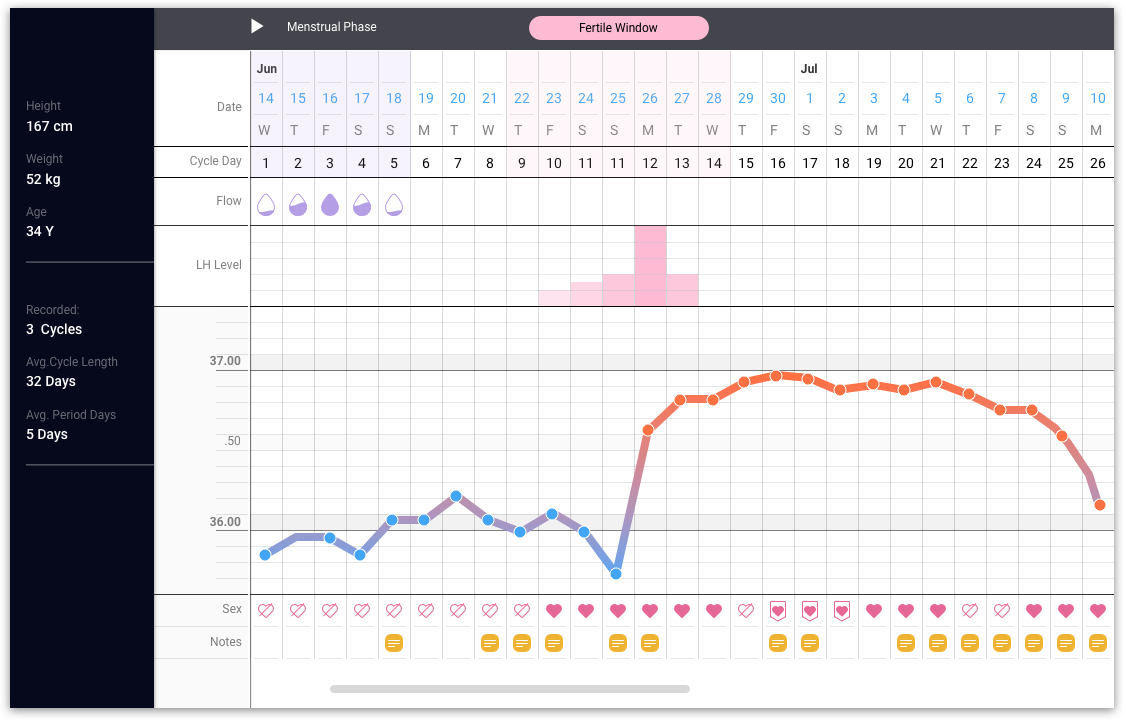 Menstrual Phase
Fertile Window
Height
167 cm
Weight
52 kg
Age
34 Y
Recorded:
3 Cycles
Avg.Cycle Length
32 Days
Avg. Period Days
5 Days
Jun Jul
Date 14 15 16 17 18 19 20 21 22 23 24 25 26 27 28 29 30 1 2 3 4 5 6 7 8 9 10
W T F S S M T W T F S S M T W T F S S M T W T F S S M
Cycle Day 1 2 3 4 5 6 7 8 9 10 11 11 12 13 14 15 16 17 18 19 20 21 22 23 24 25 26
Flow
LH Level
37.00
.50
36.00
Sex
Notes